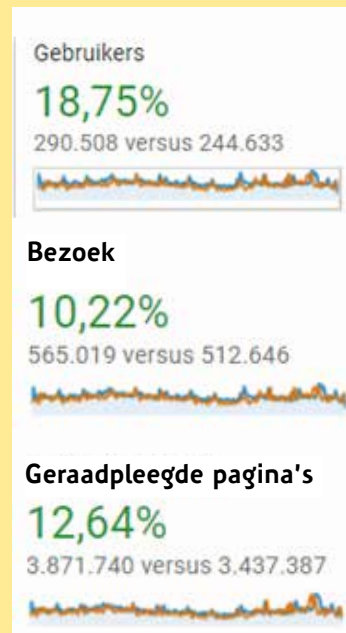 Gebruikers
18,75%
290.508 versus 244.633
Bezoek
10,22%
565.019 versus 512.646
Geraadpleegde pagina's
12,64%
3.871.740 versus 3.437.387